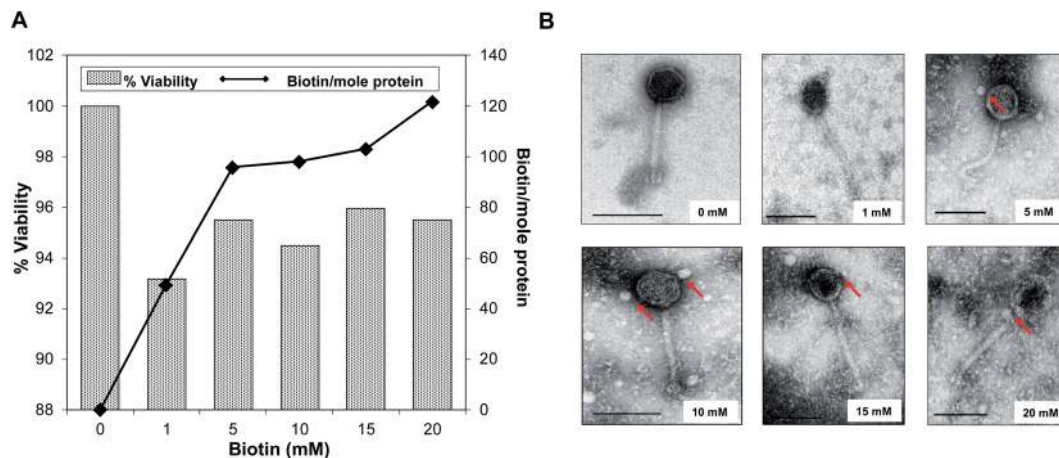 A
B
% Viability
Biotin/mole protein
102
100
98
96
94
92
90
88
% Viability
140
120
100
80
60
40
20
0
Biotin/mole protein
0 1 5 10 15 20
Biotin (mM)
0 mM
1 mM
5 mM
10 mM
15 mM
20 mM